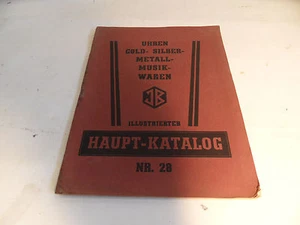 UHREN
GOLD-SILBER-
METALL-
MUSIK-
WAREN
ILLUSTRIERTER
HAUPT-KATALOG
NR. 28